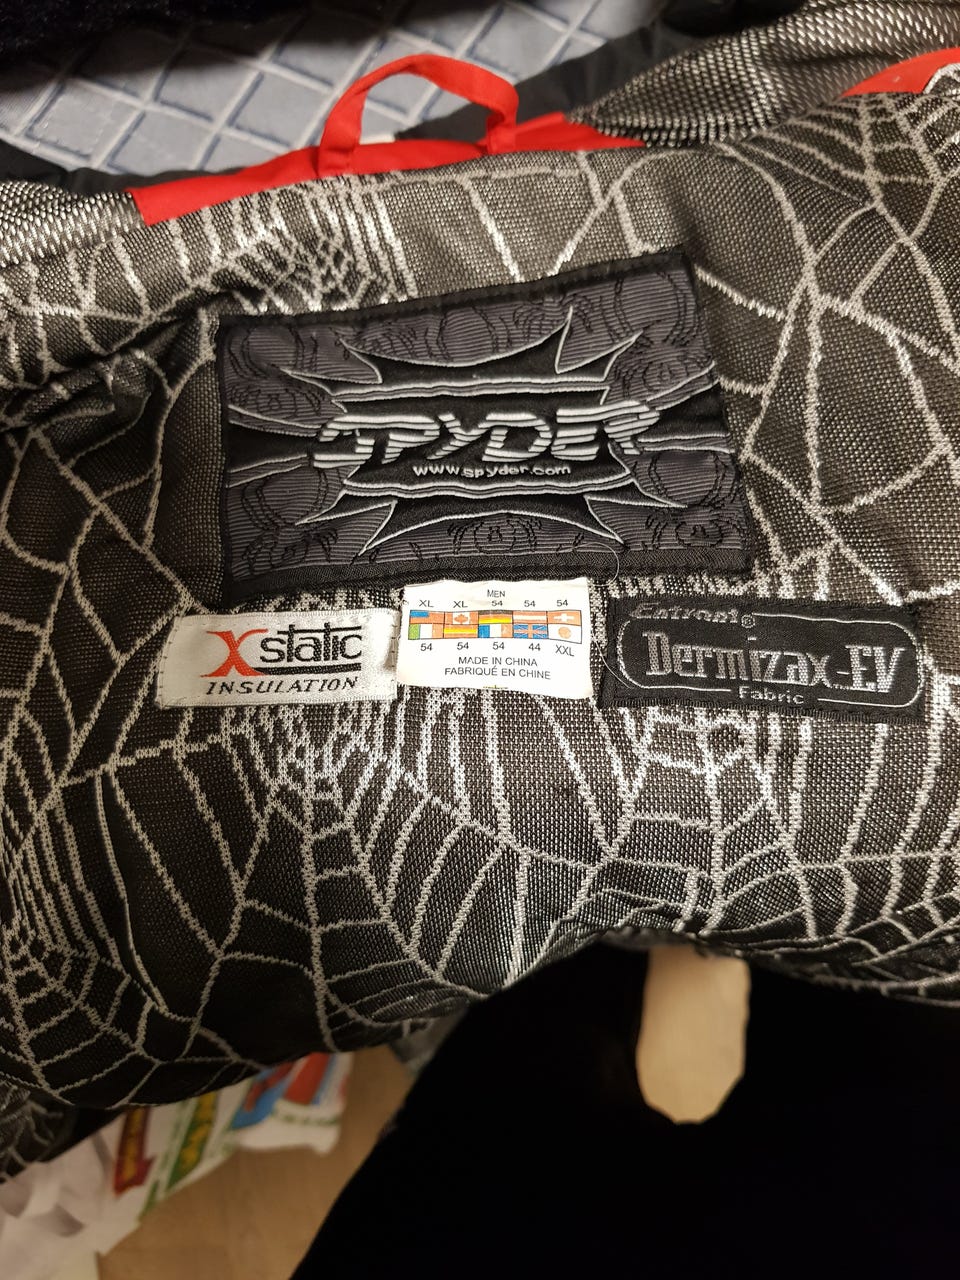 SPYDER
www.spyder.com
Xstatic
INSULATION
MEN
XL XL 54 54 54
54 54 54 44 XXL
MADE IN CHINA
FABRIQUÉ EN CHINE
Entrant®
Dermizax-EV
Fabric